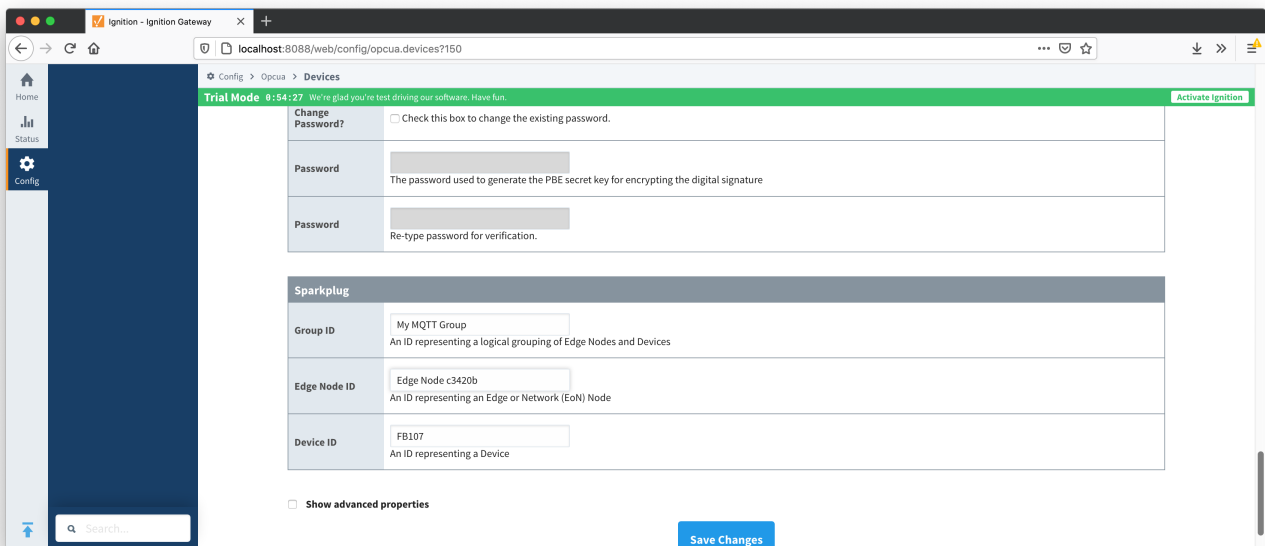 Ignition - Ignition Gateway
localhost:8088/web/config/opcua.devices?150
Home
Status
Config
Config > Opcua > Devices
Trial Mode 0:54:27 We're glad you're test driving our software. Have fun.
Activate Ignition
Change Password?
Check this box to change the existing password.
Password
The password used to generate the PBE secret key for encrypting the digital signature
Password
Re-type password for verification.
Sparkplug
Group ID
My MQTT Group
An ID representing a logical grouping of Edge Nodes and Devices
Edge Node ID
Edge Node c3420b
An ID representing an Edge or Network (EoN) Node
Device ID
FB107
An ID representing a Device
Show advanced properties
Search...
Save Changes